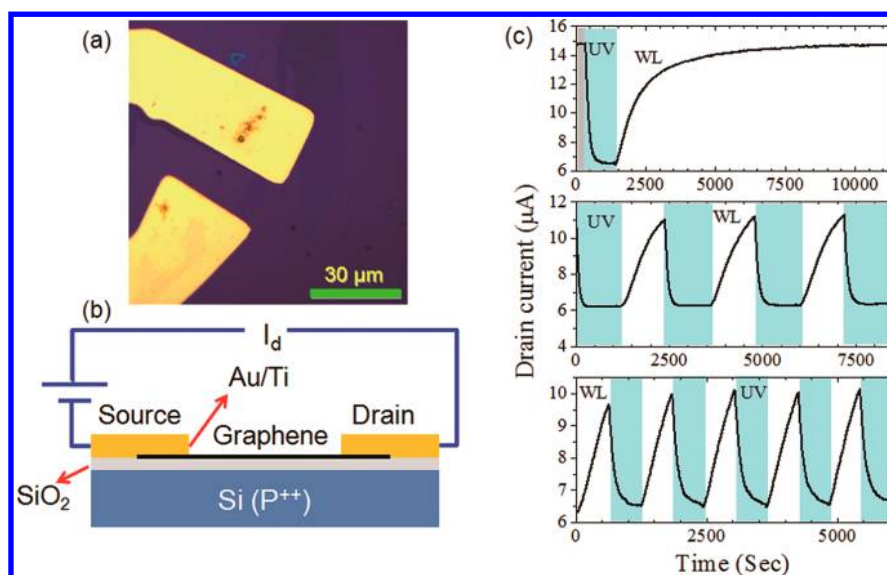 (a)
30 μm
(b)
I_d
Au/Ti
Source
Drain
Graphene
SiO₂
Si (P⁺⁺)
(c)
Drain current (μA)
16
14
12
10
8
6
UV
WL
0 2500 5000 7500 10000
12
10
8
6
4
UV
WL
0 2500 5000 7500
10
9
8
7
6
WL
UV
0 2500 5000
Time (Sec)